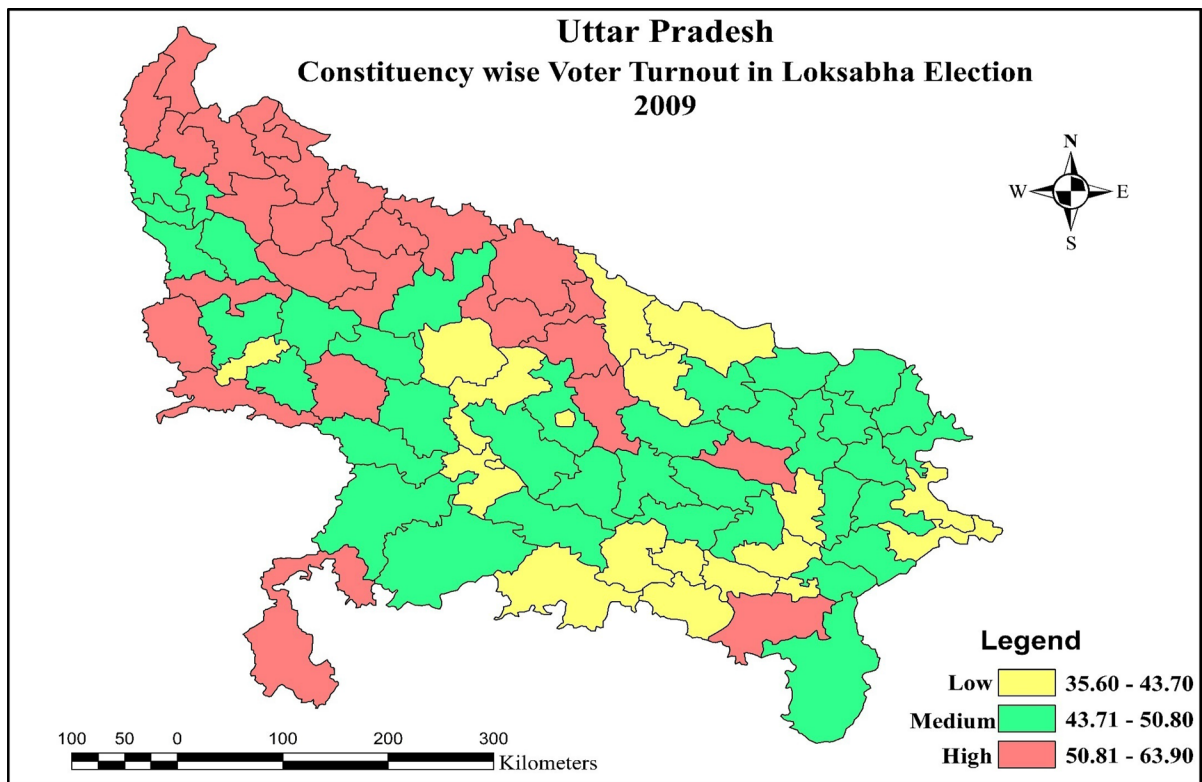 Uttar Pradesh
Constituency wise Voter Turnout in Loksabha Election
2009
N
W E
S
Legend
Low 35.60 - 43.70
Medium 43.71 - 50.80
High 50.81 - 63.90
100 50 0 100 200 300
Kilometers